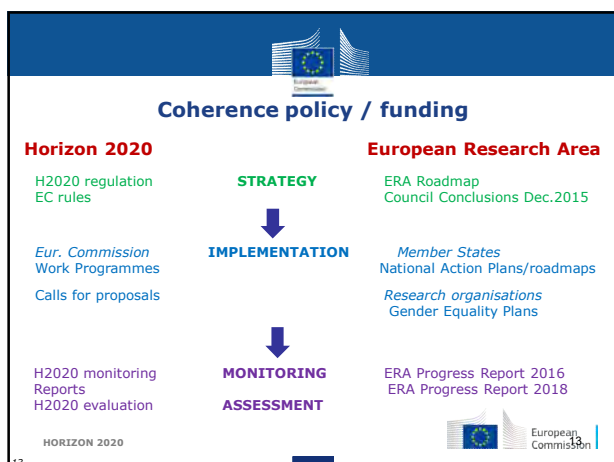 European
Commission
Coherence policy / funding
Horizon 2020 European Research Area
H2020 regulation STRATEGY ERA Roadmap
EC rules Council Conclusions Dec.2015
Eur. Commission IMPLEMENTATION Member States
Work Programmes National Action Plans/roadmaps
Calls for proposals Research organisations
Gender Equality Plans
H2020 monitoring MONITORING ERA Progress Report 2016
Reports ERA Progress Report 2018
H2020 evaluation ASSESSMENT
HORIZON 2020
European
Commission
13